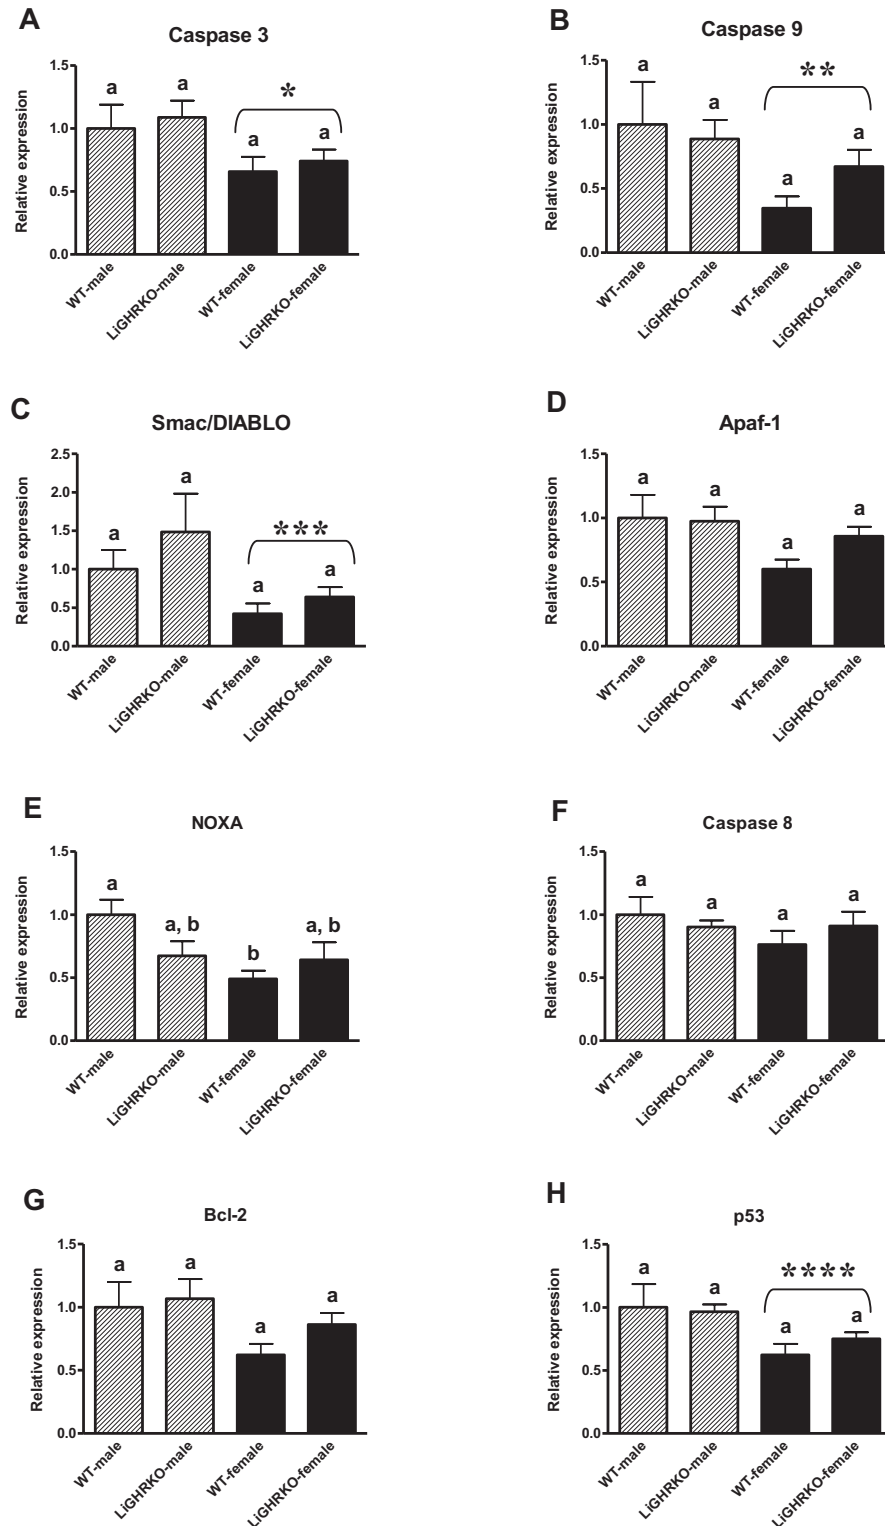 A
Caspase 3
Relative expression
1.5
1.0
0.5
0.0
a
a
a
a
*
WT-male
LiGHRKO-male
WT-female
LiGHRKO-female
B
Caspase 9
Relative expression
1.5
1.0
0.5
0.0
a
a
a
a
**
WT-male
LiGHRKO-male
WT-female
LiGHRKO-female
C
Smac/DIABLO
Relative expression
2.5
2.0
1.5
1.0
0.5
0.0
a
a
a
a
***
WT-male
LiGHRKO-male
WT-female
LiGHRKO-female
D
Apaf-1
Relative expression
1.5
1.0
0.5
0.0
a
a
a
a
WT-male
LiGHRKO-male
WT-female
LiGHRKO-female
E
NOXA
Relative expression
1.5
1.0
0.5
0.0
a
a, b
b
a, b
WT-male
LiGHRKO-male
WT-female
LiGHRKO-female
F
Caspase 8
Relative expression
1.5
1.0
0.5
0.0
a
a
a
a
WT-male
LiGHRKO-male
WT-female
LiGHRKO-female
G
Bcl-2
Relative expression
1.5
1.0
0.5
0.0
a
a
a
a
WT-male
LiGHRKO-male
WT-female
LiGHRKO-female
H
p53
Relative expression
1.5
1.0
0.5
0.0
a
a
a
a
****
WT-male
LiGHRKO-male
WT-female
LiGHRKO-female